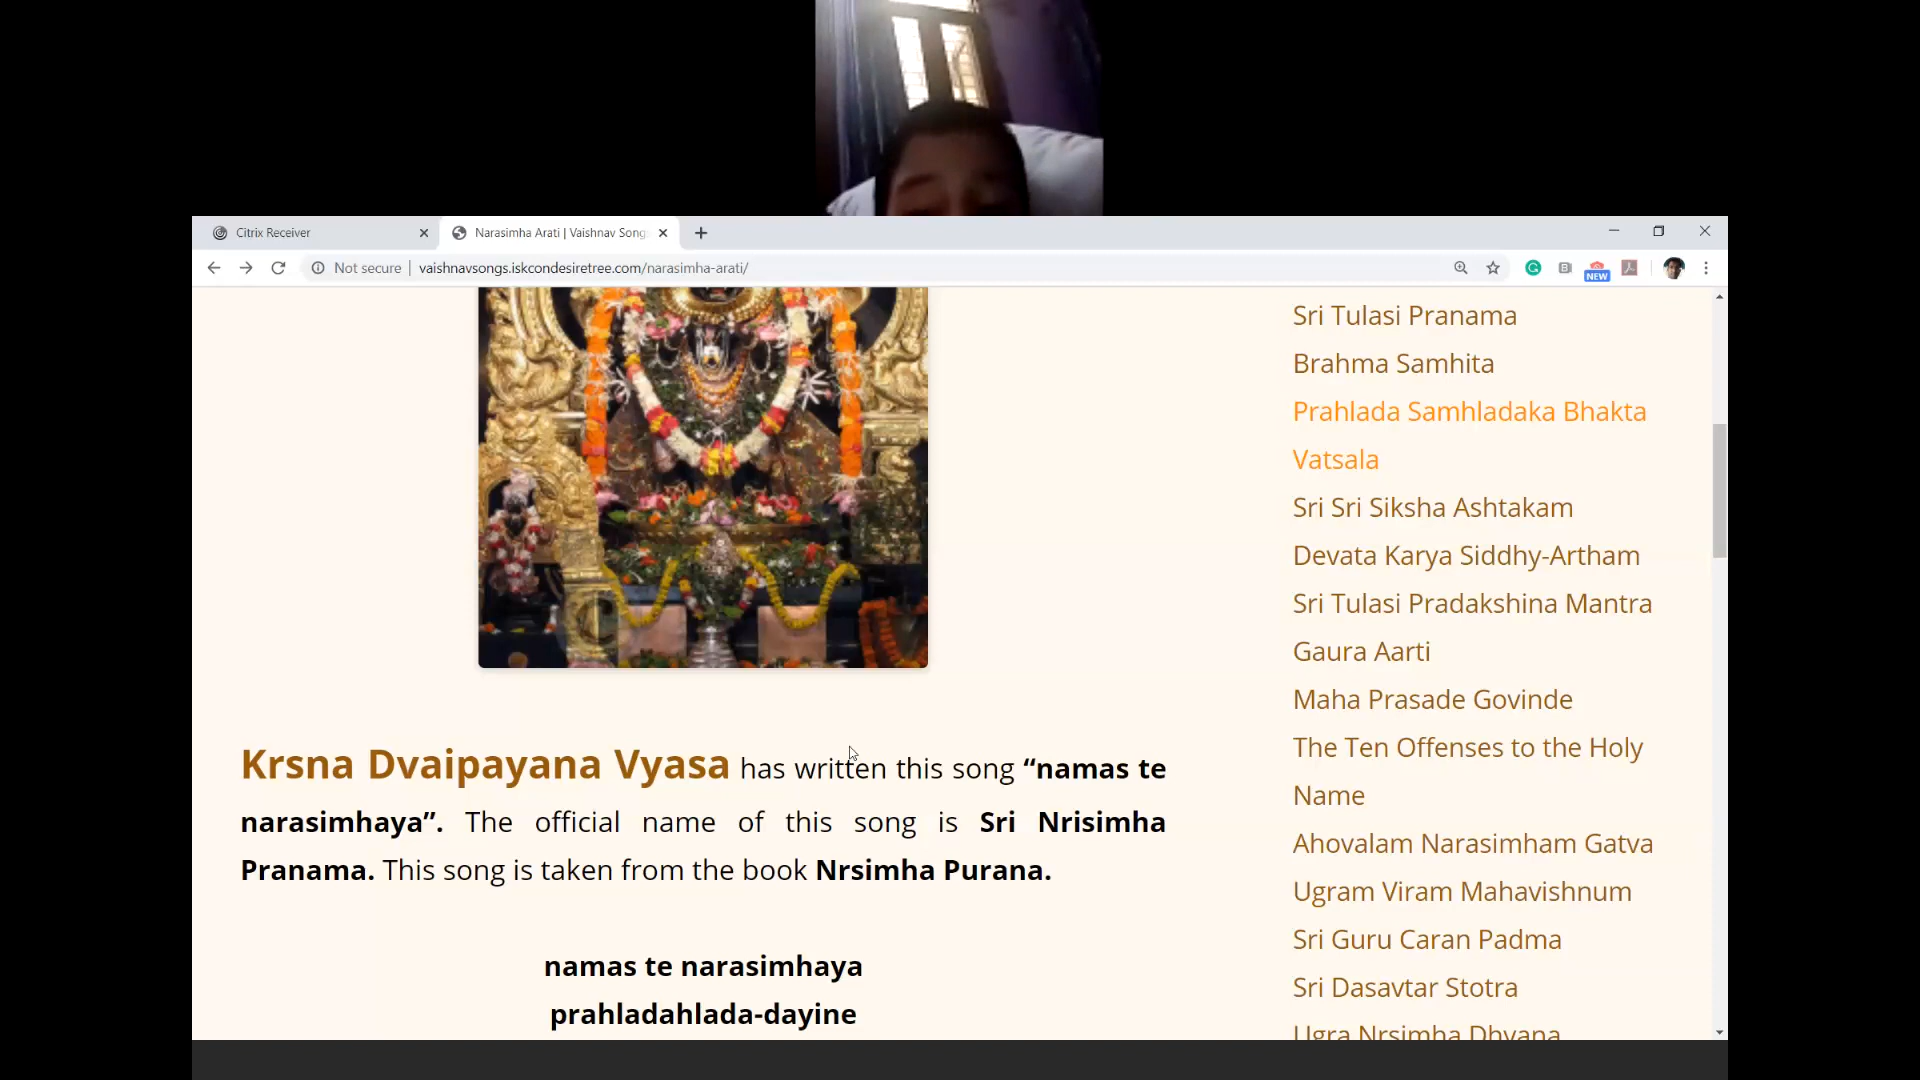 Citrix Receiver
Narasimha Arati | Vaishnav Song
Not secure
vaishnavsongs.iskcondesiretree.com/narasimha-arati/
NEW
Krsna Dvaipayana Vyasa has written this song “namas te
narasimhaya”. The official name of this song is Sri Nrisimha
Pranama. This song is taken from the book Nrsimha Purana.
namas te narasimhaya
prahladahlada-dayine
Sri Tulasi Pranama
Brahma Samhita
Prahlada Samhladaka Bhakta
Vatsala
Sri Sri Siksha Ashtakam
Devata Karya Siddhy-Artham
Sri Tulasi Pradakshina Mantra
Gaura Aarti
Maha Prasade Govinde
The Ten Offenses to the Holy
Name
Ahovalam Narasimham Gatva
Ugram Viram Mahavishnum
Sri Guru Caran Padma
Sri Dasavtar Stotra
Ugra Nrsimha Dhyana